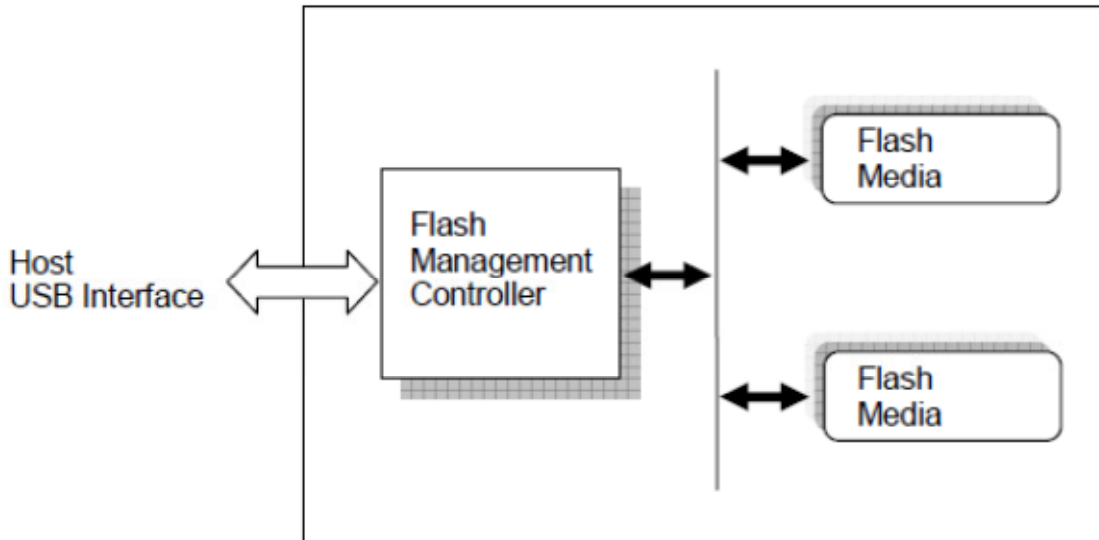 Host
USB Interface
Flash
Management
Controller
Flash
Media
Flash
Media